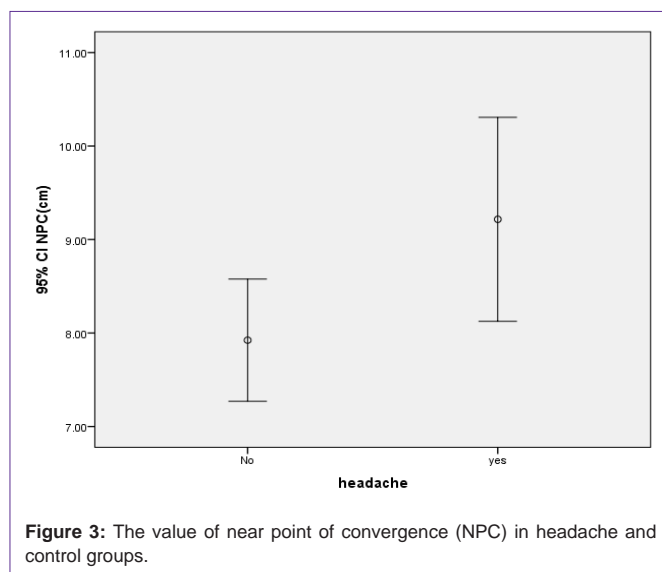 11.00
10.00
9.00
8.00
7.00
95% CI NPC(cm)
No
yes
headache
Figure 3: The value of near point of convergence (NPC) in headache and
control groups.